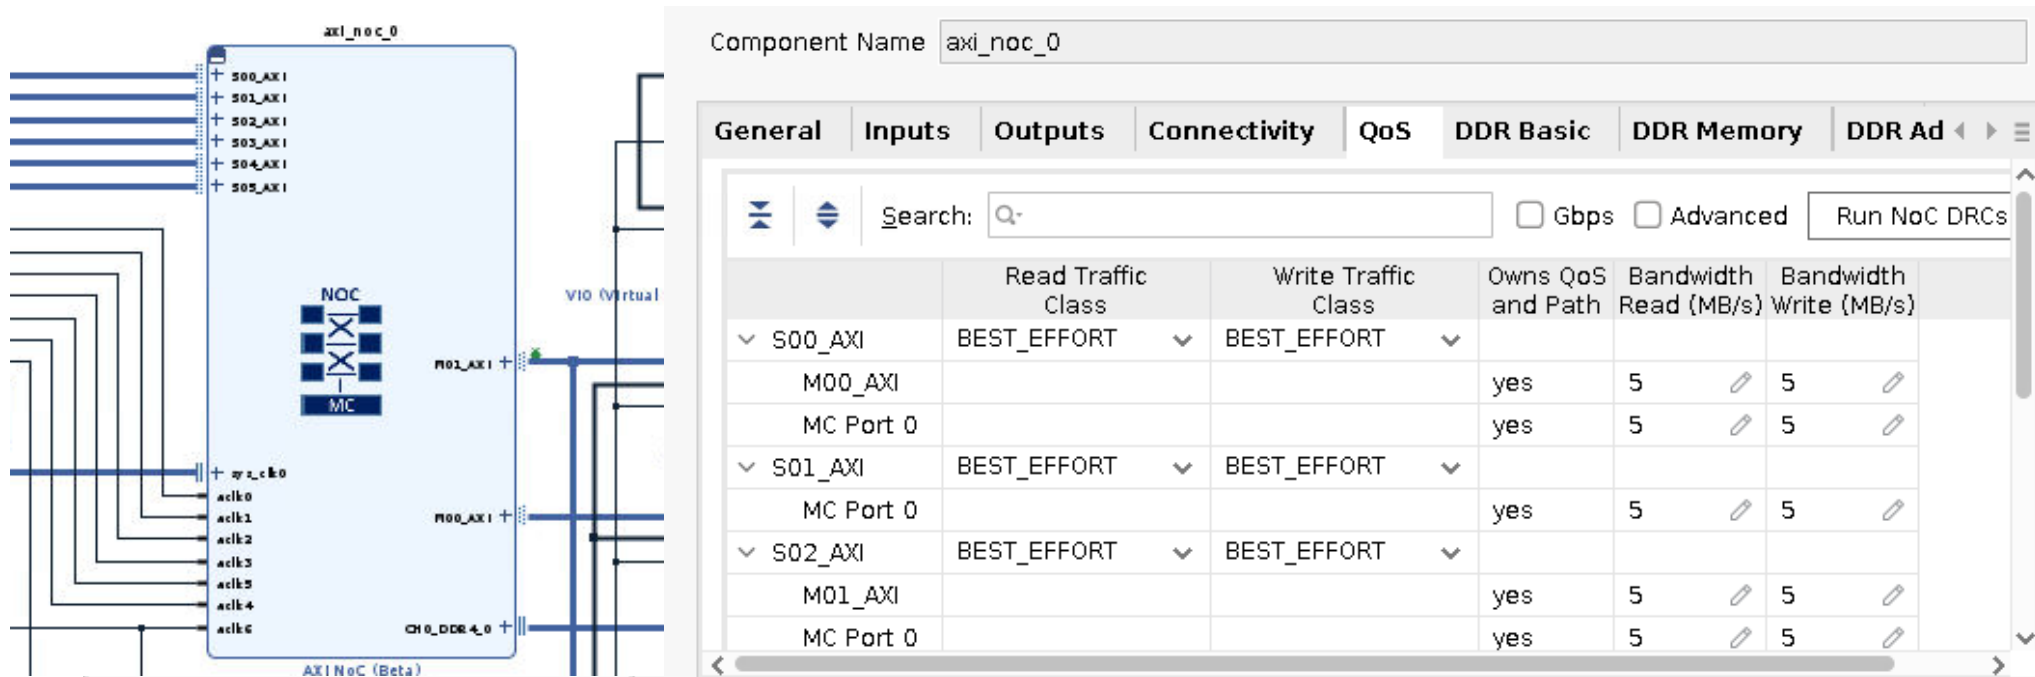 axi_noc_0
S00_AXI
S01_AXI
S02_AXI
S03_AXI
S04_AXI
S05_AXI
NOC
MC
M01_AXI
VIO (Virtual
sys_clk0
aclk0
aclk1
aclk2
aclk3
aclk5
aclk4
aclk6
M00_AXI
CH0_DDR4_0
AXI NoC (Beta)
Component Name axi_noc_0
General Inputs Outputs Connectivity QoS DDR Basic DDR Memory DDR Ad
Search: Gbps Advanced Run NoC DRCs
Read Traffic Class Write Traffic Class Owns QoS and Path Bandwidth Read (MB/s) Bandwidth Write (MB/s)
S00_AXI BEST_EFFORT BEST_EFFORT
M00_AXI yes 5 5
MC Port 0 yes 5 5
S01_AXI BEST_EFFORT BEST_EFFORT
MC Port 0 yes 5 5
S02_AXI BEST_EFFORT BEST_EFFORT
M01_AXI yes 5 5
MC Port 0 yes 5 5